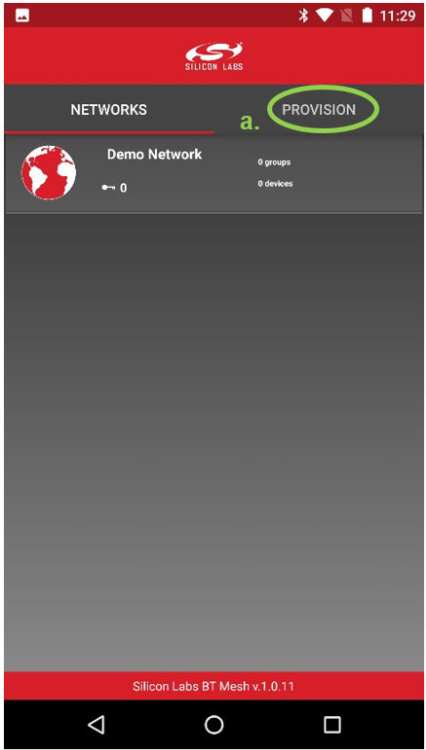 11:29
SILICON LABS
NETWORKS
a.
PROVISION
Demo Network
0 groups
0
0 devices
Silicon Labs BT Mesh v.1.0.11